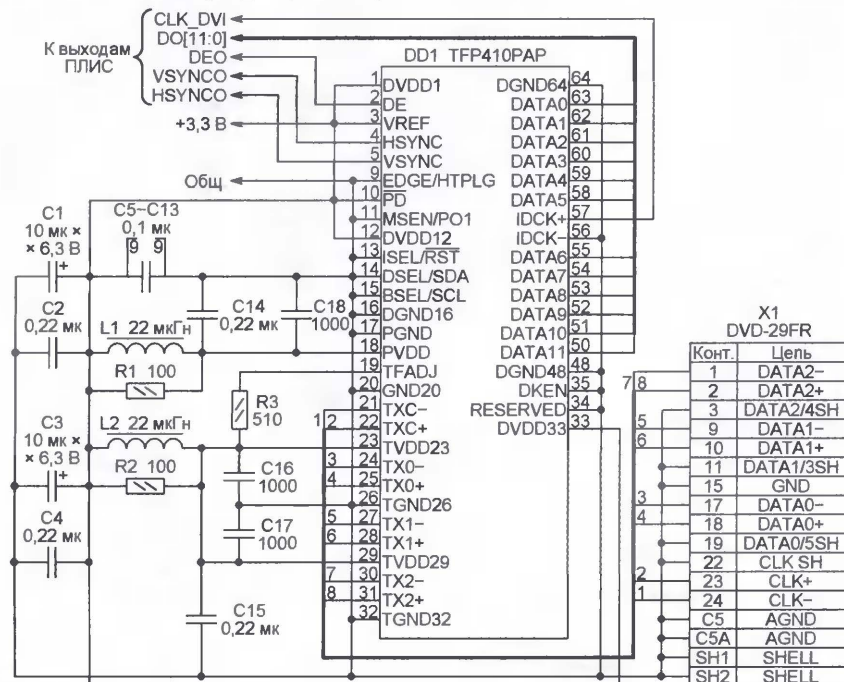 К выходам
ПЛИС
CLK_DVI
DO[11:0]
DEO
VSYNCO
HSYNCO
+3,3 В
Общ
DD1 TFP410PAP
1 DVDD1
2 DE
3 VREF
4 HSYNC
5 VSYNC
9 EDGE/HTPLG
10 PD
11 MSEN/PO1
12 DVDD12
13 ISEL/RST
14 DSEL/SDA
15 BSEL/SCL
16 DGND16
17 PGND
18 PVDD
19 TFADJ
20 GND20
21 TXC-
22 TXC+
23 TVDD23
24 TX0-
25 TX0+
26 TGND26
27 TX1-
28 TX1+
29 TVDD29
30 TX2-
31 TX2+
32 TGND32
DGND64 64
DATA0 63
DATA1 62
DATA2 61
DATA3 60
DATA4 59
DATA5 58
IDCK+ 57
IDCK- 56
DATA6 55
DATA7 54
DATA8 53
DATA9 52
DATA10 51
DATA11 50
DGND48 48
DKEN 35
RESERVED 34
DVDD33 33
C1
10 мк ×
× 6,3 В
+
C5–C13
0,1 мк
9 9
C2
0,22 мк
L1 22 мкГн
R1 100
C14
0,22 мк
C18
1000
C3
10 мк ×
× 6,3 В
+
L2 22 мкГн
R2 100
R3
510
C16
1000
C17
1000
C4
0,22 мк
C15
0,22 мк
1 2
3
4
5
6
7
8
7 8
5
6
3
4
2
1
X1
DVD-29FR
Конт. Цепь
1 DATA2–
2 DATA2+
3 DATA2/4SH
9 DATA1–
10 DATA1+
11 DATA1/3SH
15 GND
17 DATA0–
18 DATA0+
19 DATA0/5SH
22 CLK SH
23 CLK+
24 CLK–
C5 AGND
C5A AGND
SH1 SHELL
SH2 SHELL